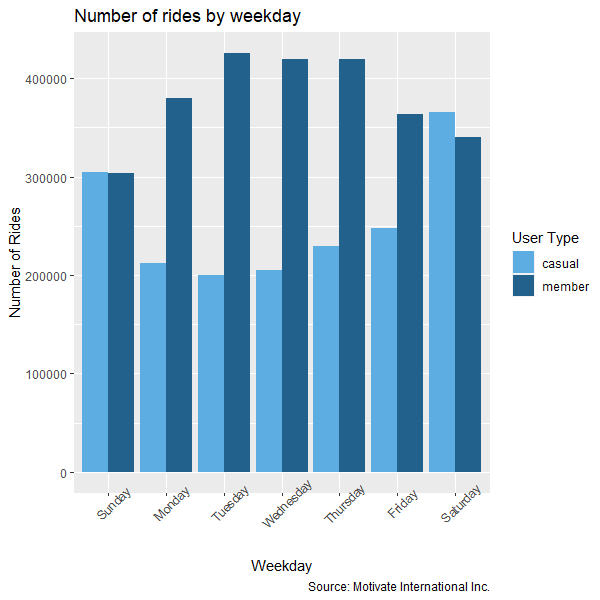 Number of rides by weekday
Number of Rides
400000
300000
200000
100000
0
Sunday
Monday
Tuesday
Wednesday
Thursday
Friday
Saturday
Weekday
User Type
casual
member
Source: Motivate International Inc.